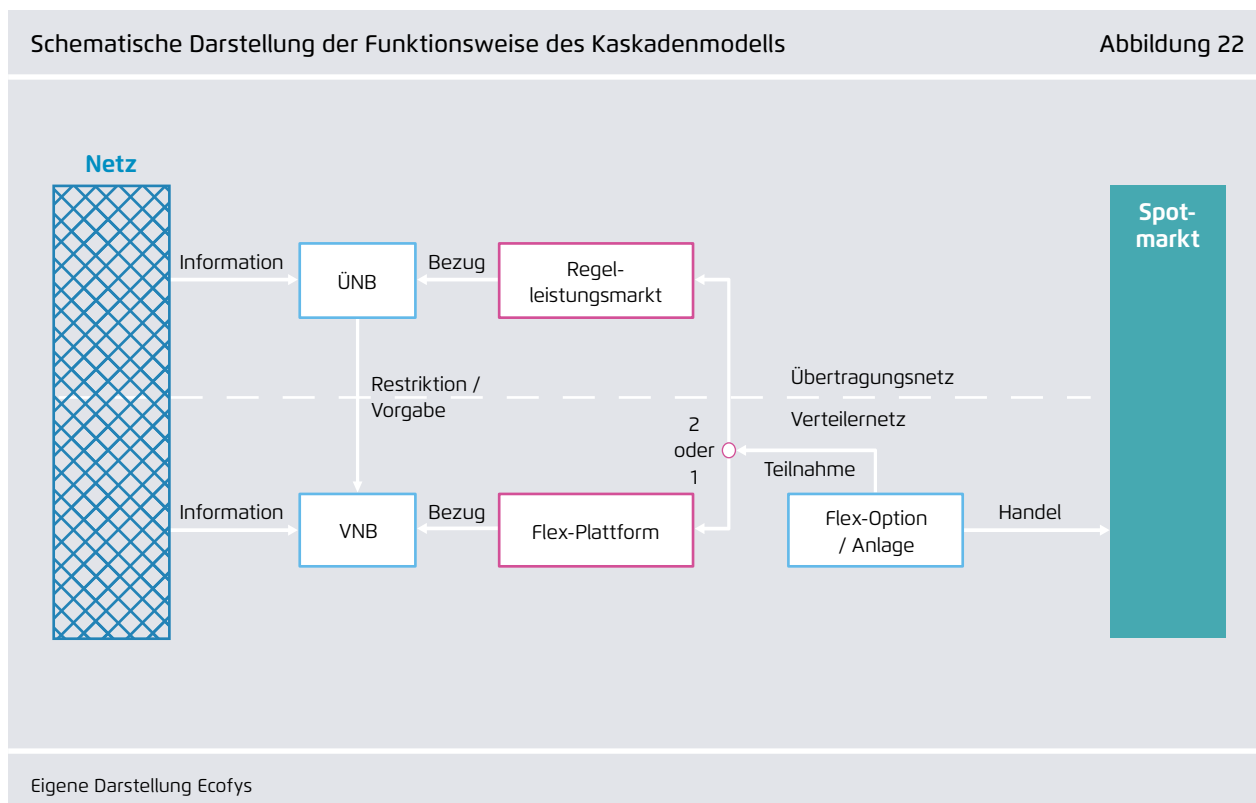 Schematische Darstellung der Funktionsweise des Kaskadenmodells
Abbildung 22
Netz
Spot-
markt
Information
ÜNB
Bezug
Regel-
leistungsmarkt
Restriktion /
Vorgabe
Übertragungsnetz
Verteilernetz
2
oder
1
Teilnahme
Information
VNB
Bezug
Flex-Plattform
Flex-Option
/ Anlage
Handel
Eigene Darstellung Ecofys